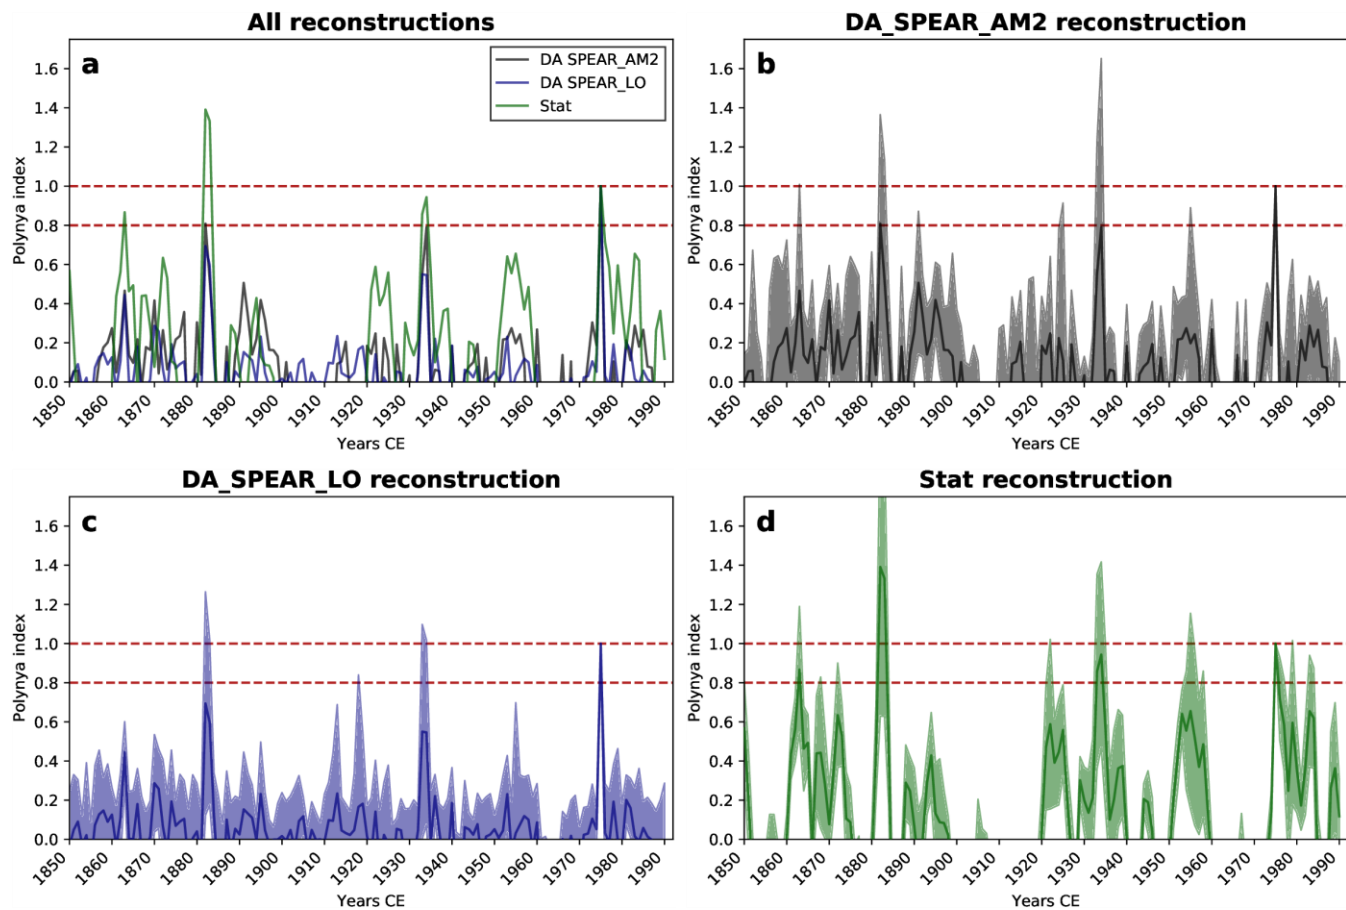 All reconstructions
a
DA SPEAR_AM2
DA SPEAR_LO
Stat
Polynya index
1.6
1.4
1.2
1.0
0.8
0.6
0.4
0.2
0.0
1850 1860 1870 1880 1890 1900 1910 1920 1930 1940 1950 1960 1970 1980 1990
Years CE
DA_SPEAR_AM2 reconstruction
b
Polynya index
1.6
1.4
1.2
1.0
0.8
0.6
0.4
0.2
0.0
1850 1860 1870 1880 1890 1900 1910 1920 1930 1940 1950 1960 1970 1980 1990
Years CE
DA_SPEAR_LO reconstruction
c
Polynya index
1.6
1.4
1.2
1.0
0.8
0.6
0.4
0.2
0.0
1850 1860 1870 1880 1890 1900 1910 1920 1930 1940 1950 1960 1970 1980 1990
Years CE
Stat reconstruction
d
Polynya index
1.6
1.4
1.2
1.0
0.8
0.6
0.4
0.2
0.0
1850 1860 1870 1880 1890 1900 1910 1920 1930 1940 1950 1960 1970 1980 1990
Years CE